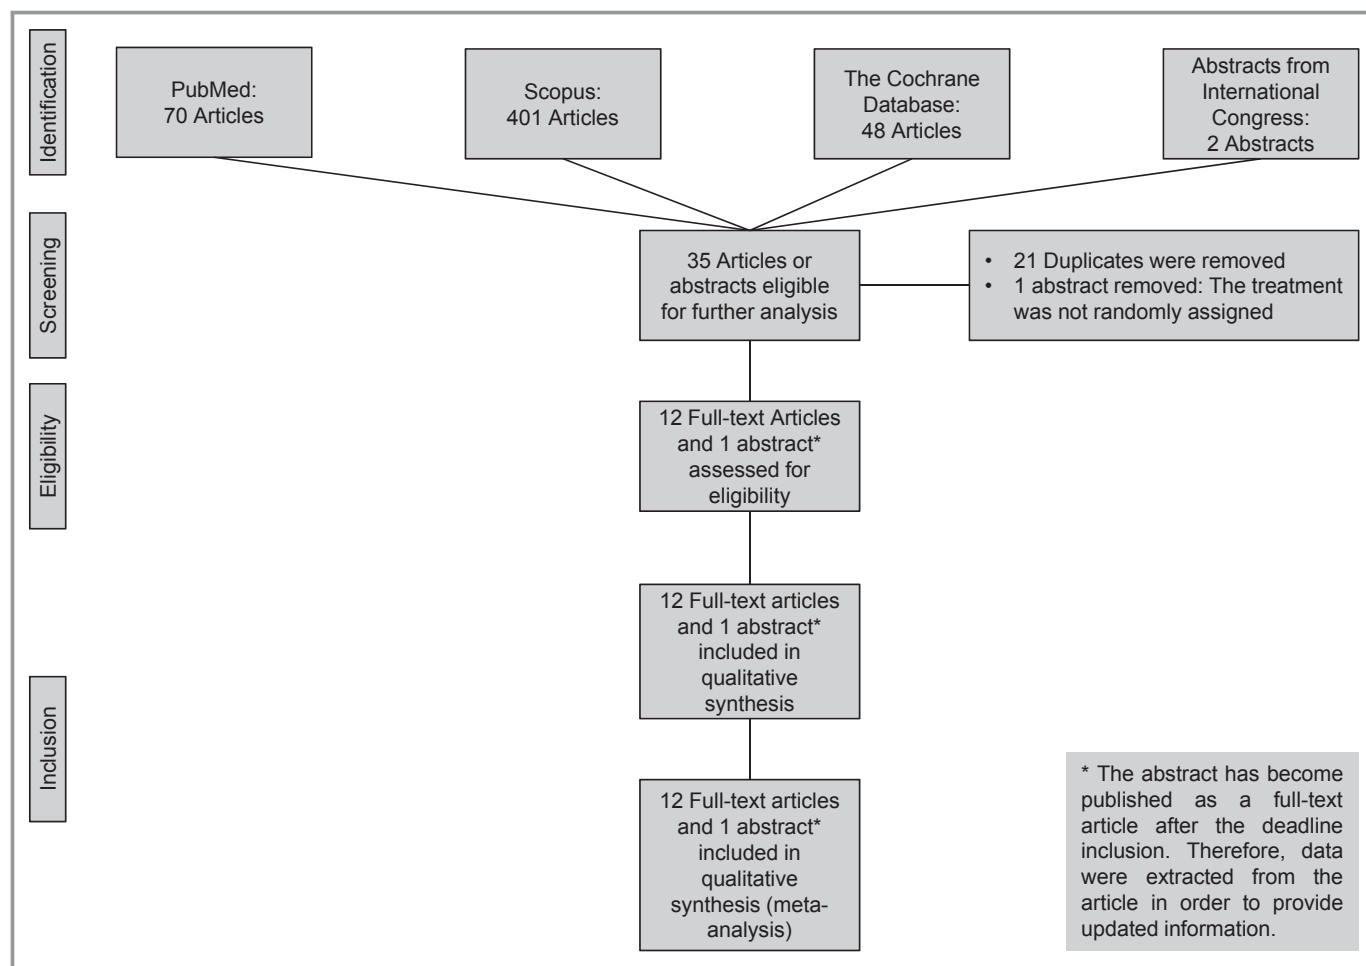 Identification
PubMed:
70 Articles
Scopus:
401 Articles
The Cochrane
Database:
48 Articles
Abstracts from
International
Congress:
2 Abstracts
Screening
35 Articles or
abstracts eligible
for further analysis
• 21 Duplicates were removed
• 1 abstract removed: The treatment
was not randomly assigned
Eligibility
12 Full-text Articles
and 1 abstract*
assessed for
eligibility
12 Full-text articles
and 1 abstract*
included in
qualitative
synthesis
Inclusion
12 Full-text articles
and 1 abstract*
included in
qualitative
synthesis (meta-
analysis)
* The abstract has become
published as a full-text
article after the deadline
inclusion. Therefore, data
were extracted from the
article in order to provide
updated information.